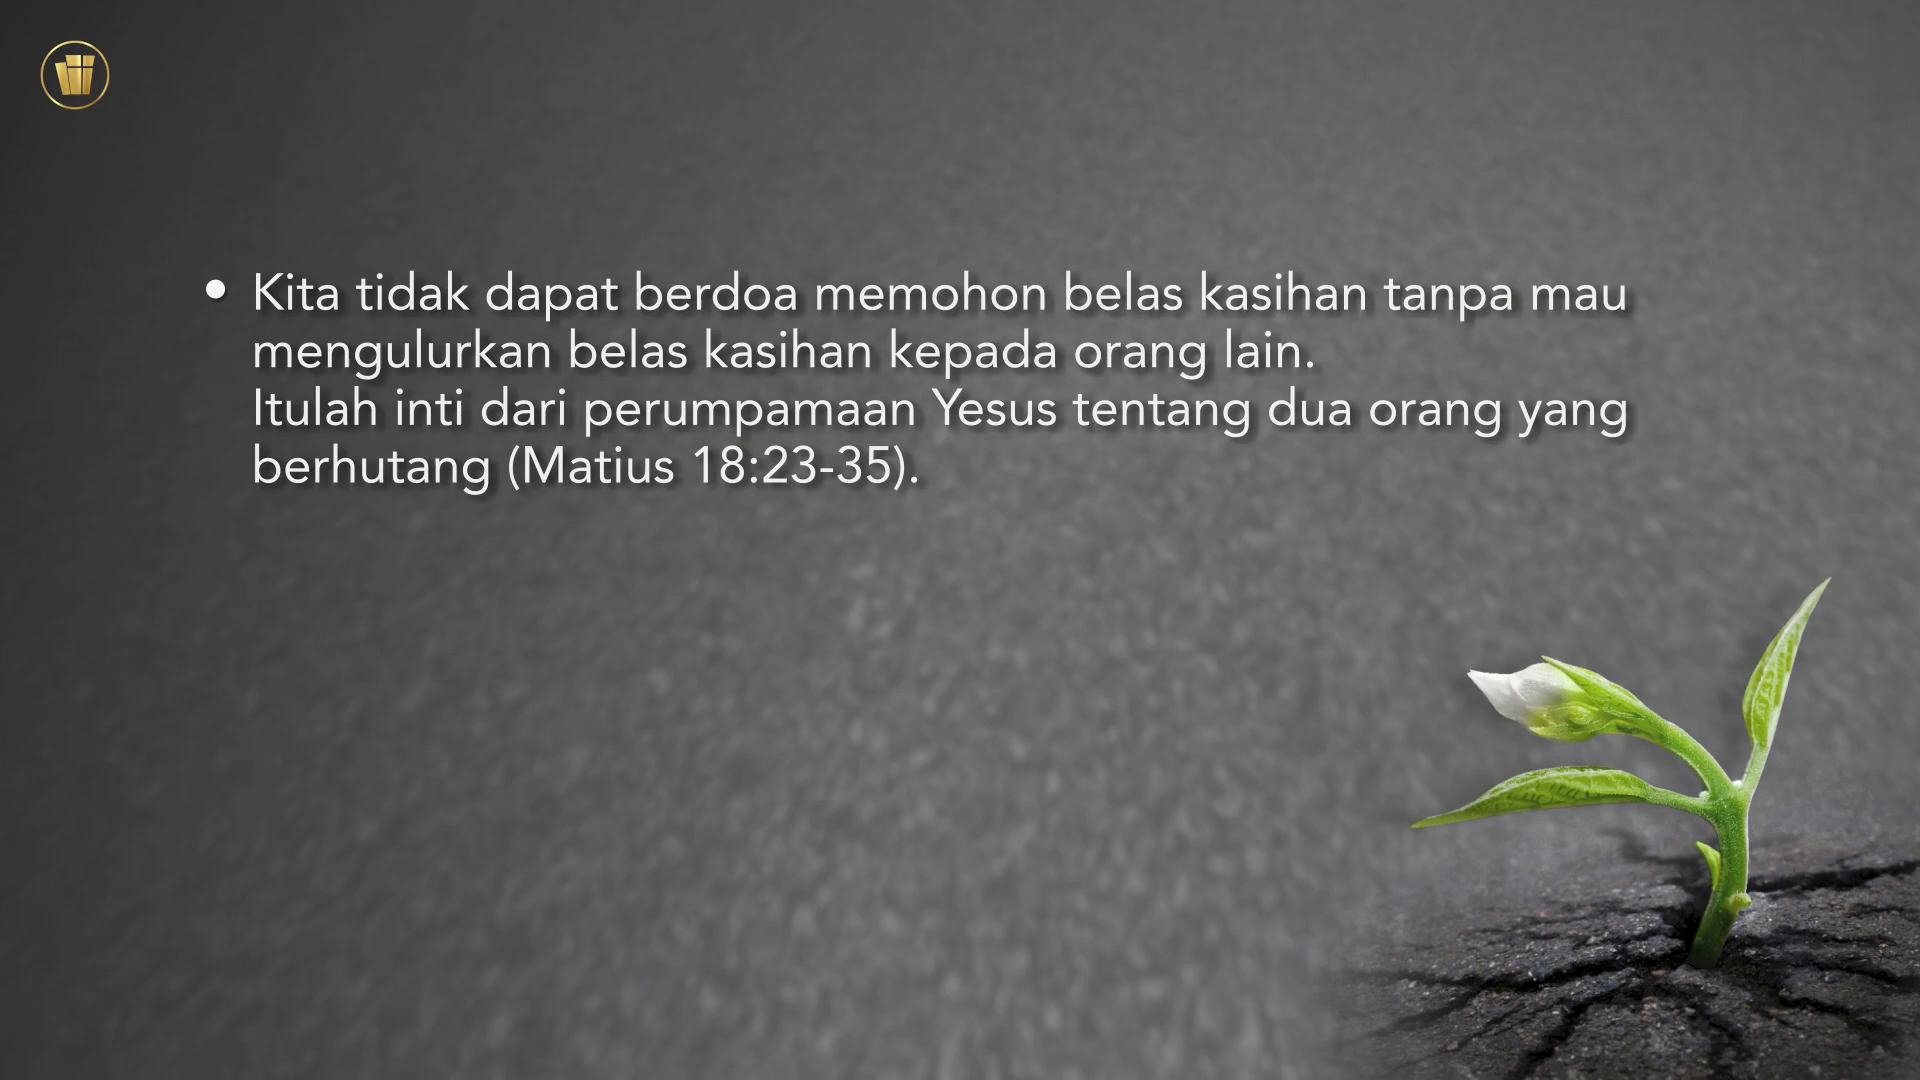 • Kita tidak dapat berdoa memohon belas kasihan tanpa mau
mengulurkan belas kasihan kepada orang lain.
Itulah inti dari perumpamaan Yesus tentang dua orang yang
berhutang (Matius 18:23-35).